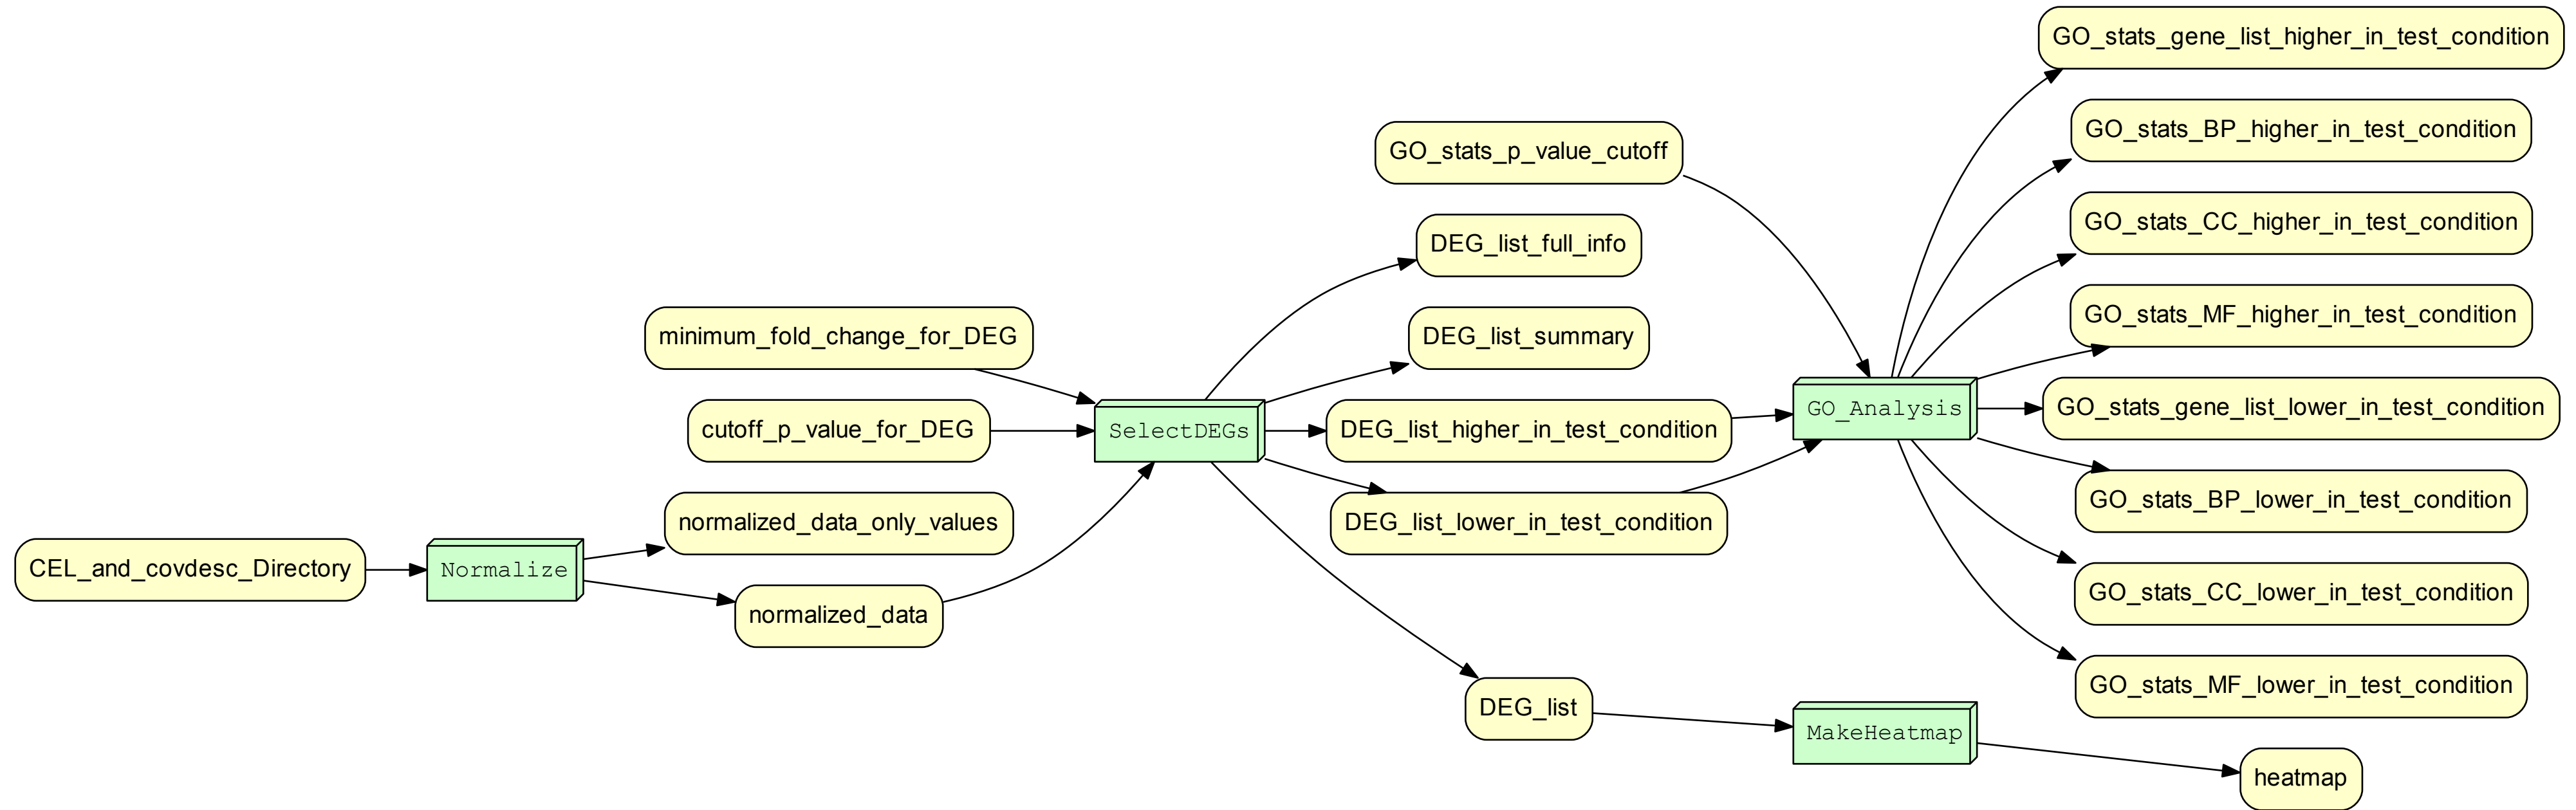 GO_stats_gene_list_higher_in_test_condition
GO_stats_BP_higher_in_test_condition
GO_stats_p_value_cutoff
GO_stats_CC_higher_in_test_condition
DEG_list_full_info
GO_stats_MF_higher_in_test_condition
minimum_fold_change_for_DEG
DEG_list_summary
GO_Analysis
GO_stats_gene_list_lower_in_test_condition
cutoff_p_value_for_DEG
SelectDEGs
DEG_list_higher_in_test_condition
GO_stats_BP_lower_in_test_condition
normalized_data_only_values
DEG_list_lower_in_test_condition
CEL_and_covdesc_Directory
Normalize
GO_stats_CC_lower_in_test_condition
normalized_data
GO_stats_MF_lower_in_test_condition
DEG_list
MakeHeatmap
heatmap